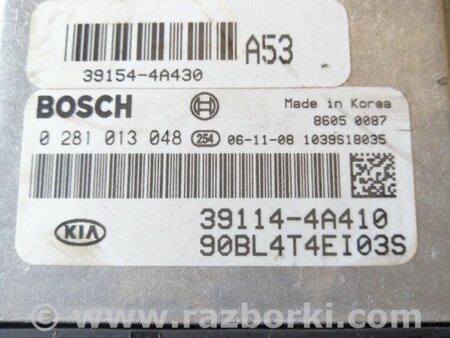 A53
39154-4A430
BOSCH
Made in Korea
8605 0087
0 281 013 048 254 06-11-08 1039S18035
KIA
39114-4A410
90BL4T4EI03S
© www.razborki.com